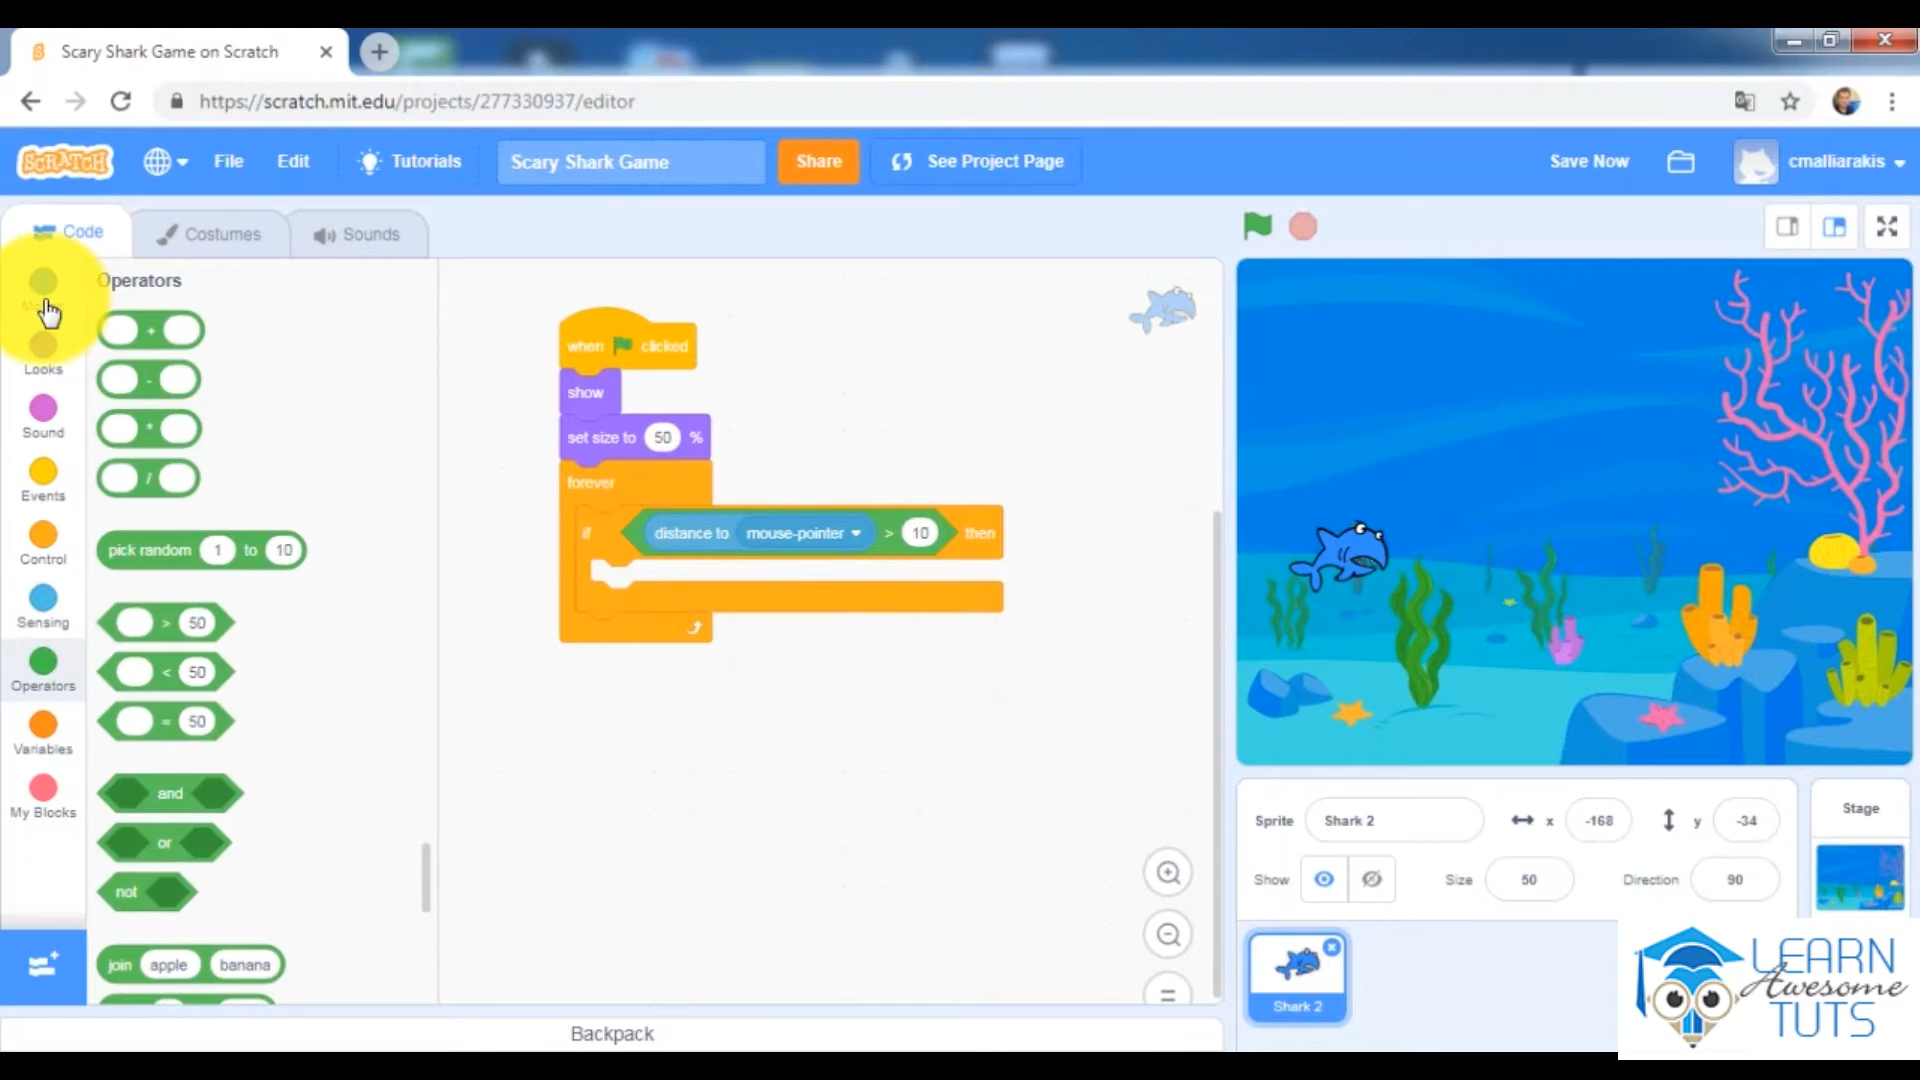 Scary Shark Game on Scratch
https://scratch.mit.edu/projects/277330937/editor
SCRATCH
File
Edit
Tutorials
Scary Shark Game
Share
See Project Page
Save Now
cmalliarakis
Code
Costumes
Sounds
Looks
Sound
Events
Control
Sensing
Operators
Variables
My Blocks
Operators
+
-
*
/
pick random 1 to 10
> 50
< 50
= 50
and
or
not
join apple banana
when clicked
show
set size to 50 %
forever
if distance to mouse-pointer > 10 then
Sprite Shark 2 x -168 y -34
Show Size 50 Direction 90
Stage
Shark 2
Backpack
LEARN
Awesome
TUTS